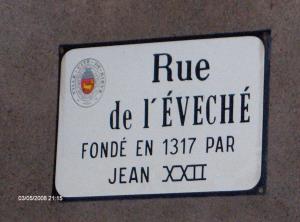 Rue
de l'ÉVECHÉ
FONDÉ EN 1317 PAR
JEAN XXII
03/05/2008 21:15